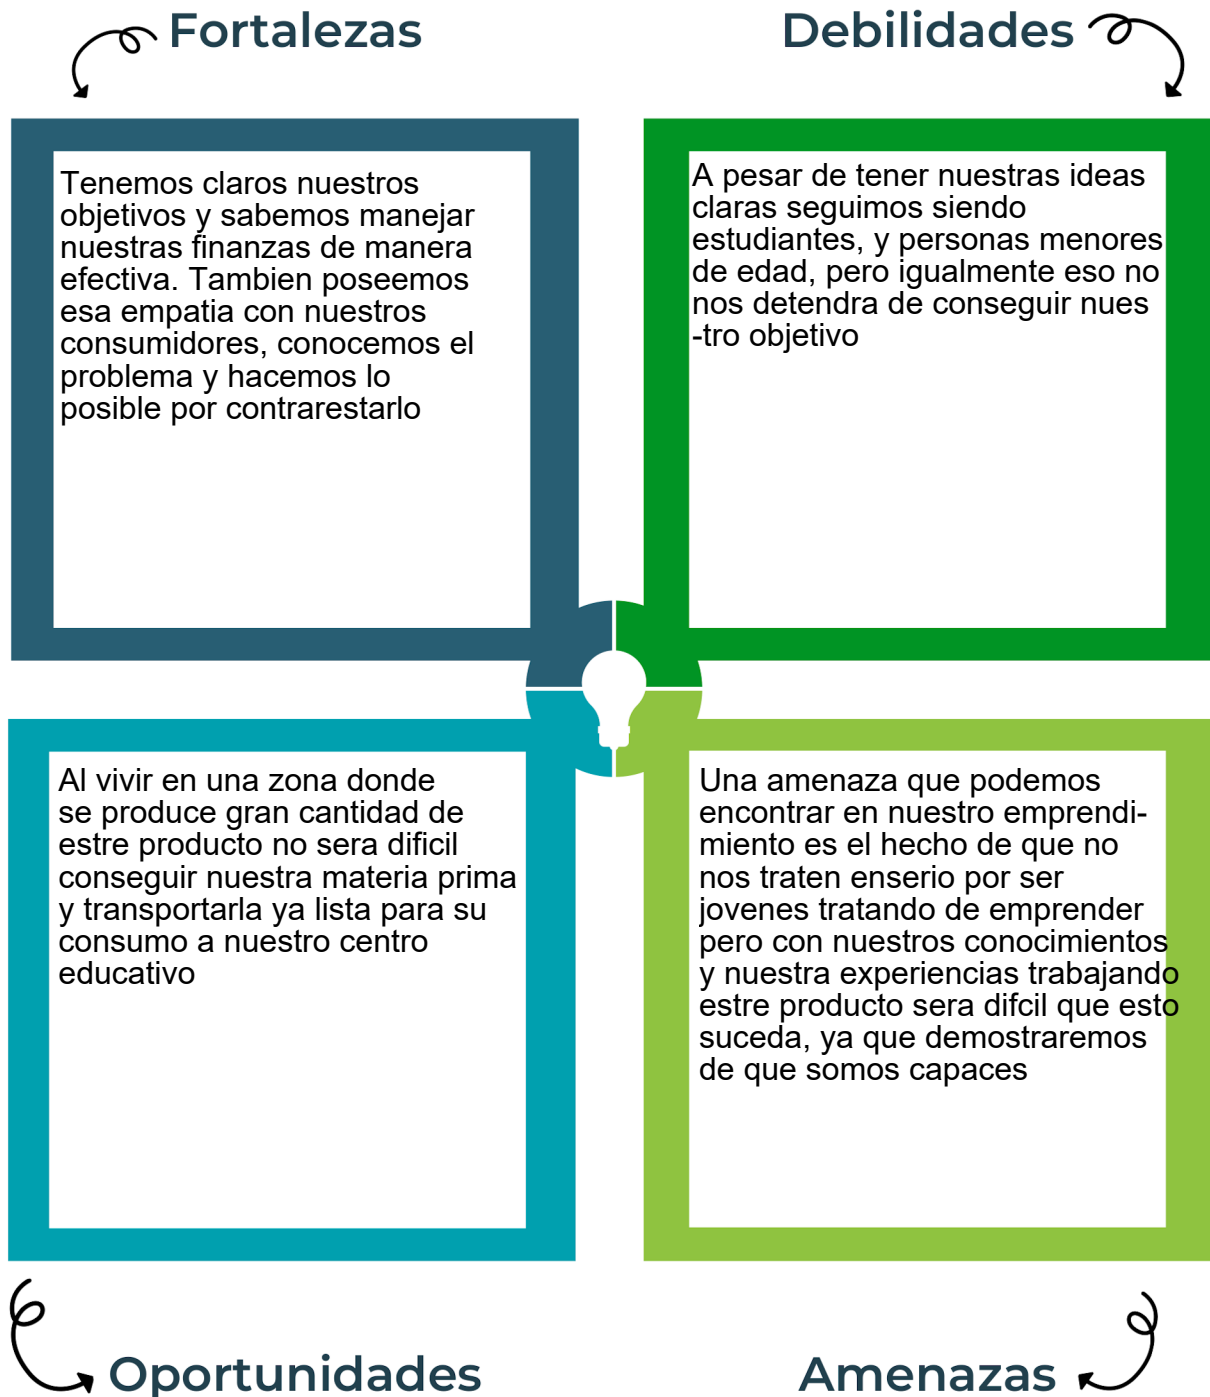 Fortalezas
Tenemos claros nuestros
objetivos y sabemos manejar
nuestras finanzas de manera
efectiva. Tambien poseemos
esa empatia con nuestros
consumidores, conocemos el
problema y hacemos lo
posible por contrarestarlo
Debilidades
A pesar de tener nuestras ideas
claras seguimos siendo
estudiantes, y personas menores
de edad, pero igualmente eso no
nos detendra de conseguir nues
-tro objetivo
Al vivir en una zona donde
se produce gran cantidad de
estre producto no sera dificil
conseguir nuestra materia prima
y transportarla ya lista para su
consumo a nuestro centro
educativo
Oportunidades
Una amenaza que podemos
encontrar en nuestro emprendi-
miento es el hecho de que no
nos traten enserio por ser
jovenes tratando de emprender
pero con nuestros conocimientos
y nuestra experiencias trabajando
estre producto sera difcil que esto
suceda, ya que demostraremos
de que somos capaces
Amenazas